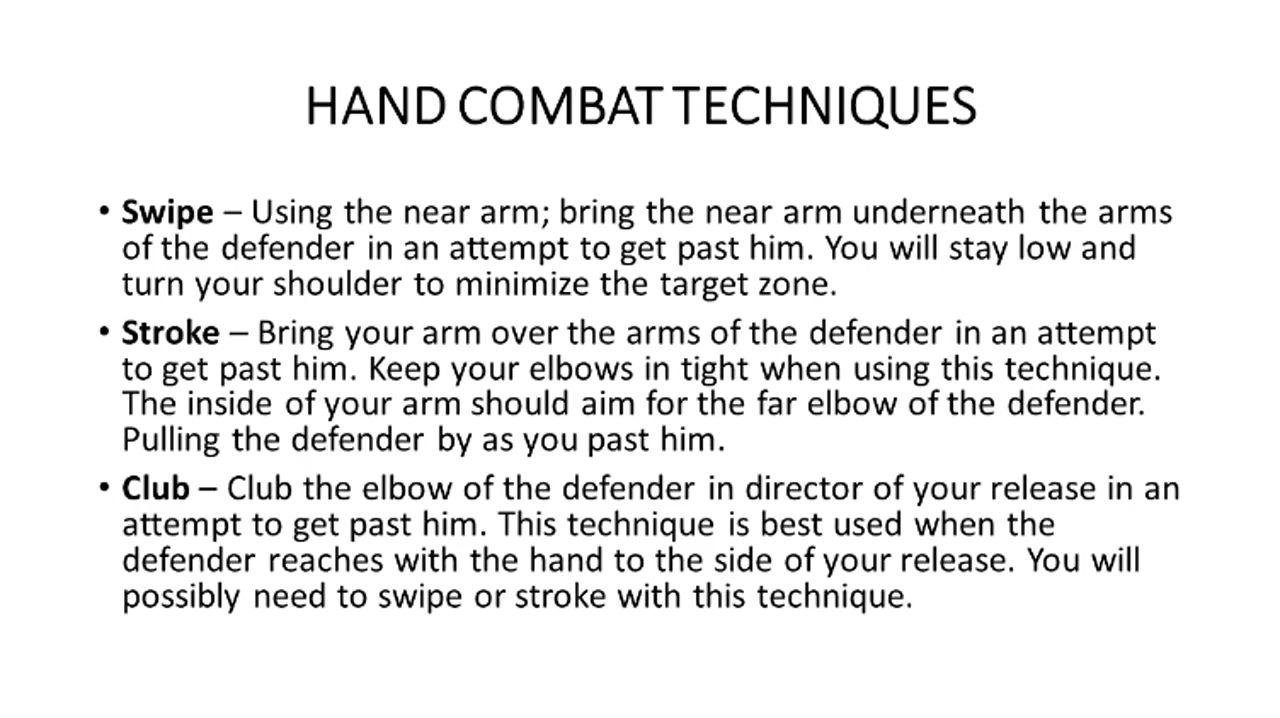 HAND COMBAT TECHNIQUES
• Swipe – Using the near arm; bring the near arm underneath the arms
of the defender in an attempt to get past him. You will stay low and
turn your shoulder to minimize the target zone.
• Stroke – Bring your arm over the arms of the defender in an attempt
to get past him. Keep your elbows in tight when using this technique.
The inside of your arm should aim for the far elbow of the defender.
Pulling the defender by as you past him.
• Club – Club the elbow of the defender in director of your release in an
attempt to get past him. This technique is best used when the
defender reaches with the hand to the side of your release. You will
possibly need to swipe or stroke with this technique.